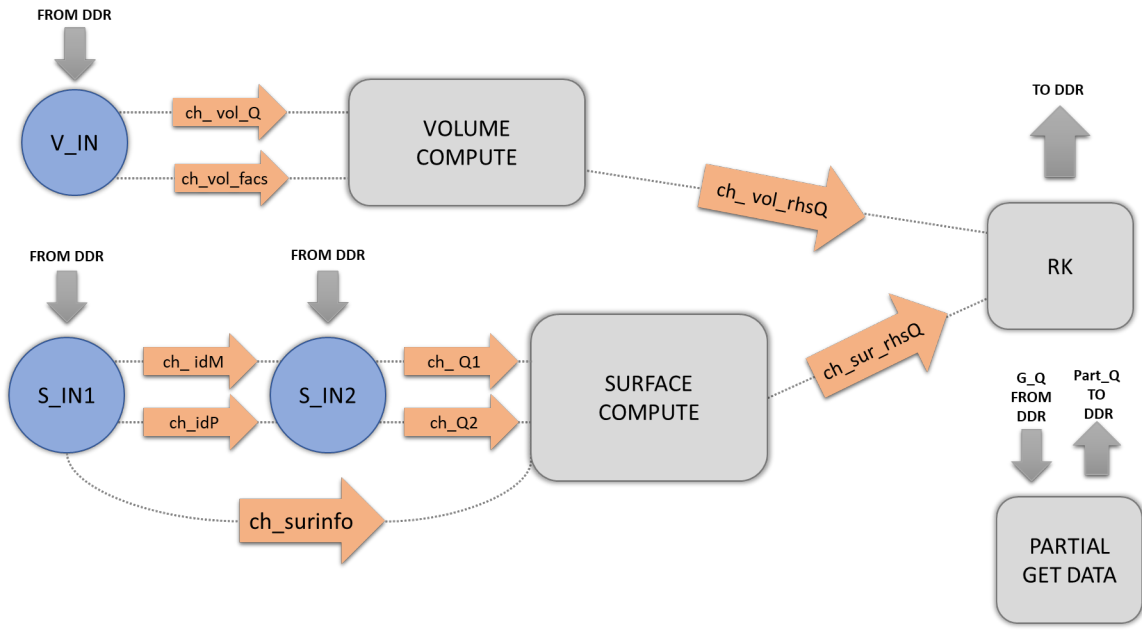 FROM DDR
V_IN
ch_ vol_Q
ch_vol_facs
VOLUME
COMPUTE
ch_ vol_rhsQ
TO DDR
RK
FROM DDR
S_IN1
ch_ idM
ch_idP
FROM DDR
S_IN2
ch_ Q1
ch_Q2
SURFACE
COMPUTE
ch_sur_rhsQ
ch_surinfo
G_Q
FROM
DDR
Part_Q
TO
DDR
PARTIAL
GET DATA